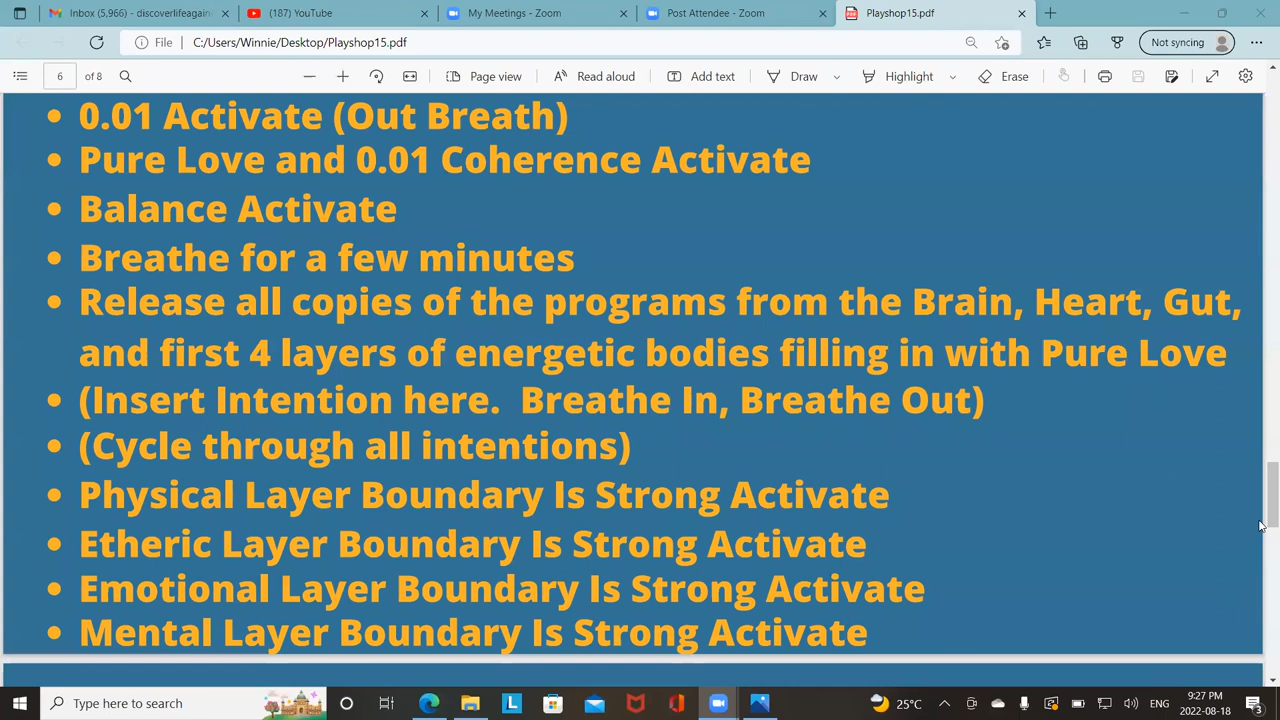 Inbox (5,966) - discoverlifeagain
(187) YouTube
My Meetings - Zoom
Post Attendee - Zoom
Playshop15.pdf
File
C:/Users/Winnie/Desktop/Playshop15.pdf
Not syncing
6 of 8
Page view
Read aloud
Add text
Draw
Highlight
Erase
• 0.01 Activate (Out Breath)
• Pure Love and 0.01 Coherence Activate
• Balance Activate
• Breathe for a few minutes
• Release all copies of the programs from the Brain, Heart, Gut,
and first 4 layers of energetic bodies filling in with Pure Love
• (Insert Intention here.  Breathe In, Breathe Out)
• (Cycle through all intentions)
• Physical Layer Boundary Is Strong Activate
• Etheric Layer Boundary Is Strong Activate
• Emotional Layer Boundary Is Strong Activate
• Mental Layer Boundary Is Strong Activate
Type here to search
25°C
ENG
9:27 PM
2022-08-18